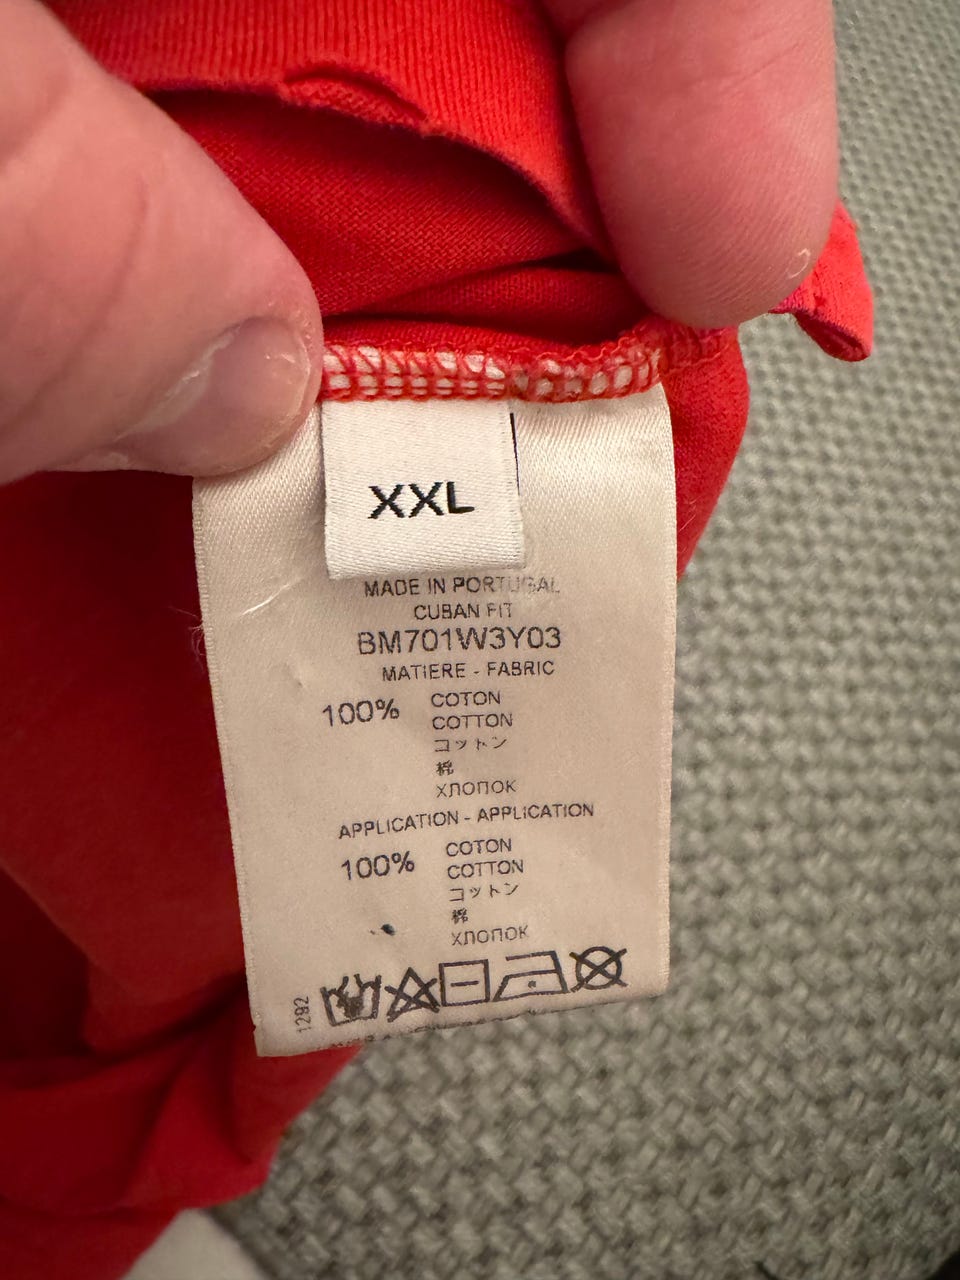 XXL
MADE IN PORTUGAL
CUBAN FIT
BM701W3Y03
MATIERE - FABRIC
100% COTON
COTTON
コットン
棉
ХЛОПОК
APPLICATION - APPLICATION
100% COTON
COTTON
コットン
棉
ХЛОПОК
1292